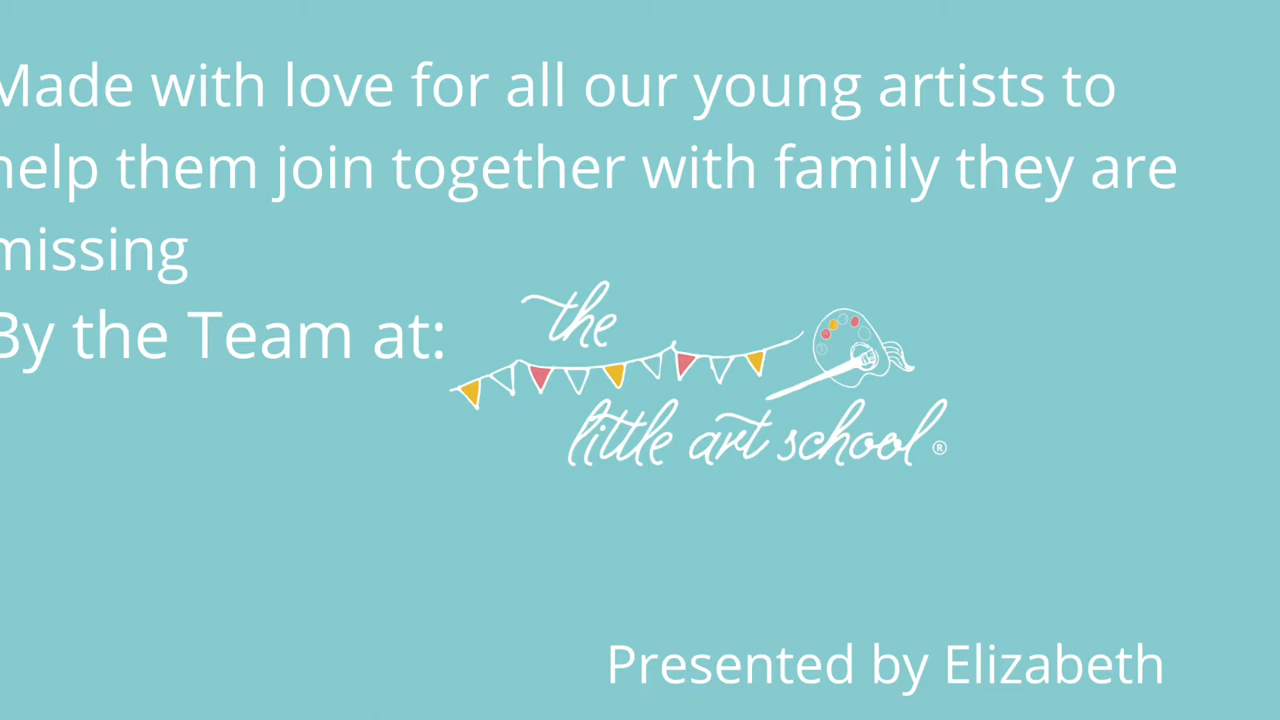 Made with love for all our young artists to
help them join together with family they are
missing
By the Team at:
the
little art school ®
Presented by Elizabeth